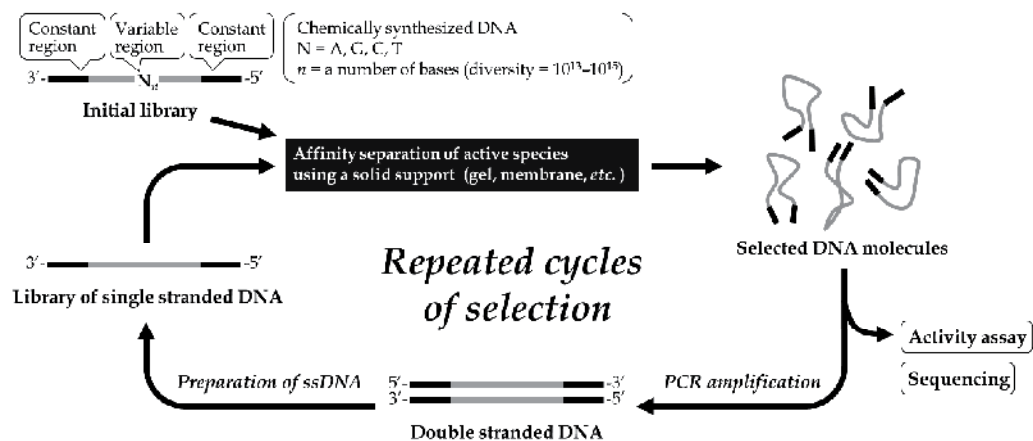 Constant
region
Variable
region
Constant
region
3′-
N
n
-5′
Initial library
Chemically synthesized DNA
N = A, G, C, T
n = a number of bases (diversity = 10¹³–10¹⁵)
Affinity separation of active species
using a solid support (gel, membrane, etc. )
Selected DNA molecules
3′-
-5′
Library of single stranded DNA
Repeated cycles
of selection
Activity assay
Sequencing
Preparation of ssDNA
PCR amplification
5′-
-3′
3′-
-5′
Double stranded DNA